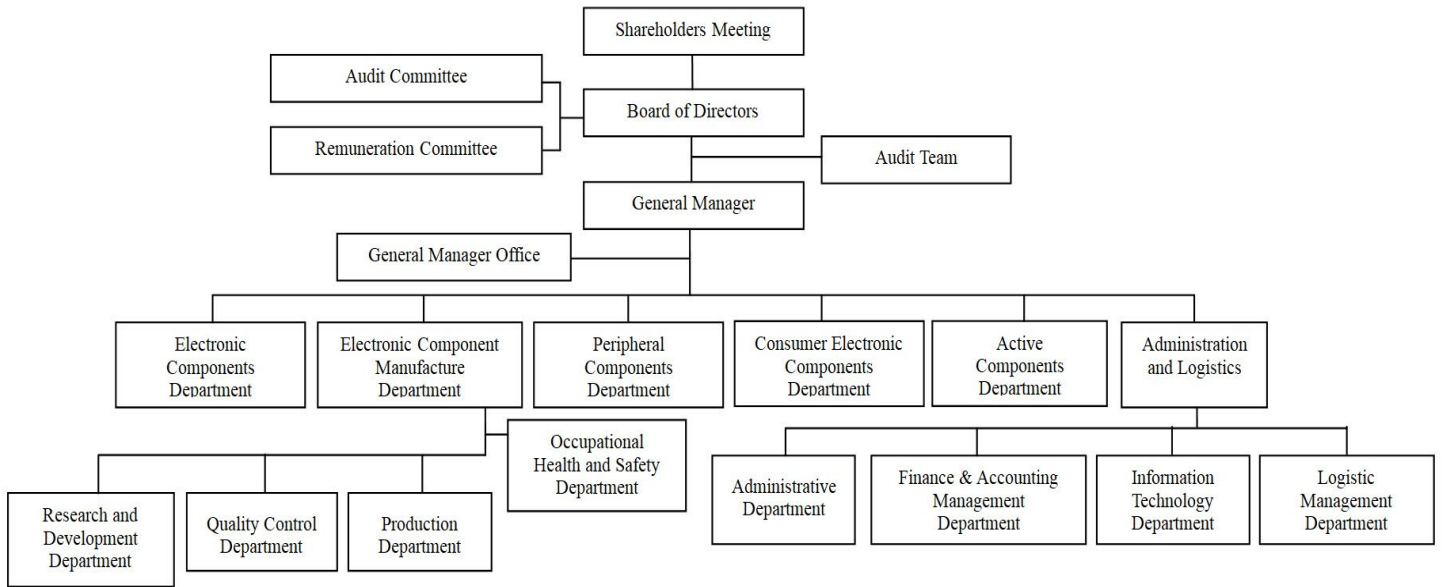 Shareholders Meeting
Audit Committee
Board of Directors
Remuneration Committee
Audit Team
General Manager
General Manager Office
Electronic
Components
Department
Electronic Component
Manufacture
Department
Peripheral
Components
Department
Consumer Electronic
Components
Department
Active
Components
Department
Administration
and Logistics
Occupational
Health and Safety
Department
Research and
Development
Department
Quality Control
Department
Production
Department
Administrative
Department
Finance & Accounting
Management
Department
Information
Technology
Department
Logistic
Management
Department